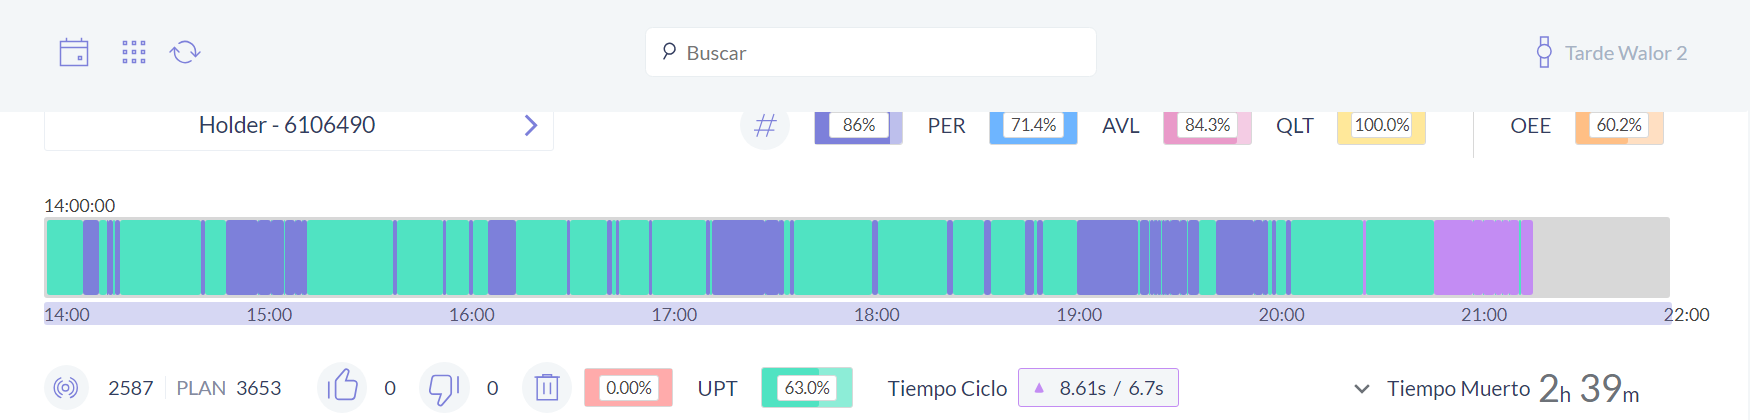 Buscar
Tarde Walor 2
Holder - 6106490
# 86% PER 71.4% AVL 84.3% QLT 100.0% OEE 60.2%
14:00:00
14:00 15:00 16:00 17:00 18:00 19:00 20:00 21:00 22:00
2587 PLAN 3653 0 0 0.00% UPT 63.0% Tiempo Ciclo 8.61s / 6.7s Tiempo Muerto 2h 39m